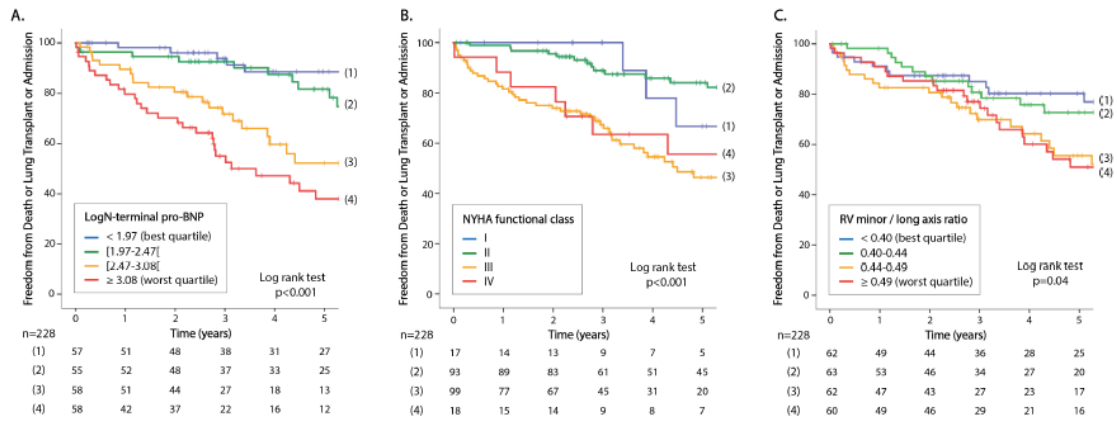 A.
Freedom from Death or Lung Transplant or Admission
100
80
60
40
20
0
(1)
(2)
(3)
(4)
LogN-terminal pro-BNP
< 1.97 (best quartile)
[1.97-2.47[
[2.47-3.08[
≥ 3.08 (worst quartile)
Log rank test
p<0.001
0 1 2 3 4 5
Time (years)
n=228
(1) 57 51 48 38 31 27
(2) 55 52 48 37 33 25
(3) 58 51 44 27 18 13
(4) 58 42 37 22 16 12
B.
Freedom from Death or Lung Transplant or Admission
100
80
60
40
20
0
(2)
(1)
(4)
(3)
NYHA functional class
I
II
III
IV
Log rank test
p<0.001
0 1 2 3 4 5
Time (years)
(1) 17 14 13 9 7 5
(2) 93 89 83 61 51 45
(3) 99 77 67 45 31 20
(4) 18 15 14 9 8 7
C.
Freedom from Death or Lung Transplant or Admission
100
80
60
40
20
0
(1)
(2)
(3)
(4)
RV minor / long axis ratio
< 0.40 (best quartile)
0.40-0.44
0.44-0.49
≥ 0.49 (worst quartile)
Log rank test
p=0.04
0 1 2 3 4 5
Time (years)
n=228
(1) 62 49 44 36 28 25
(2) 63 53 46 34 27 20
(3) 62 47 43 27 23 17
(4) 60 49 46 29 21 16